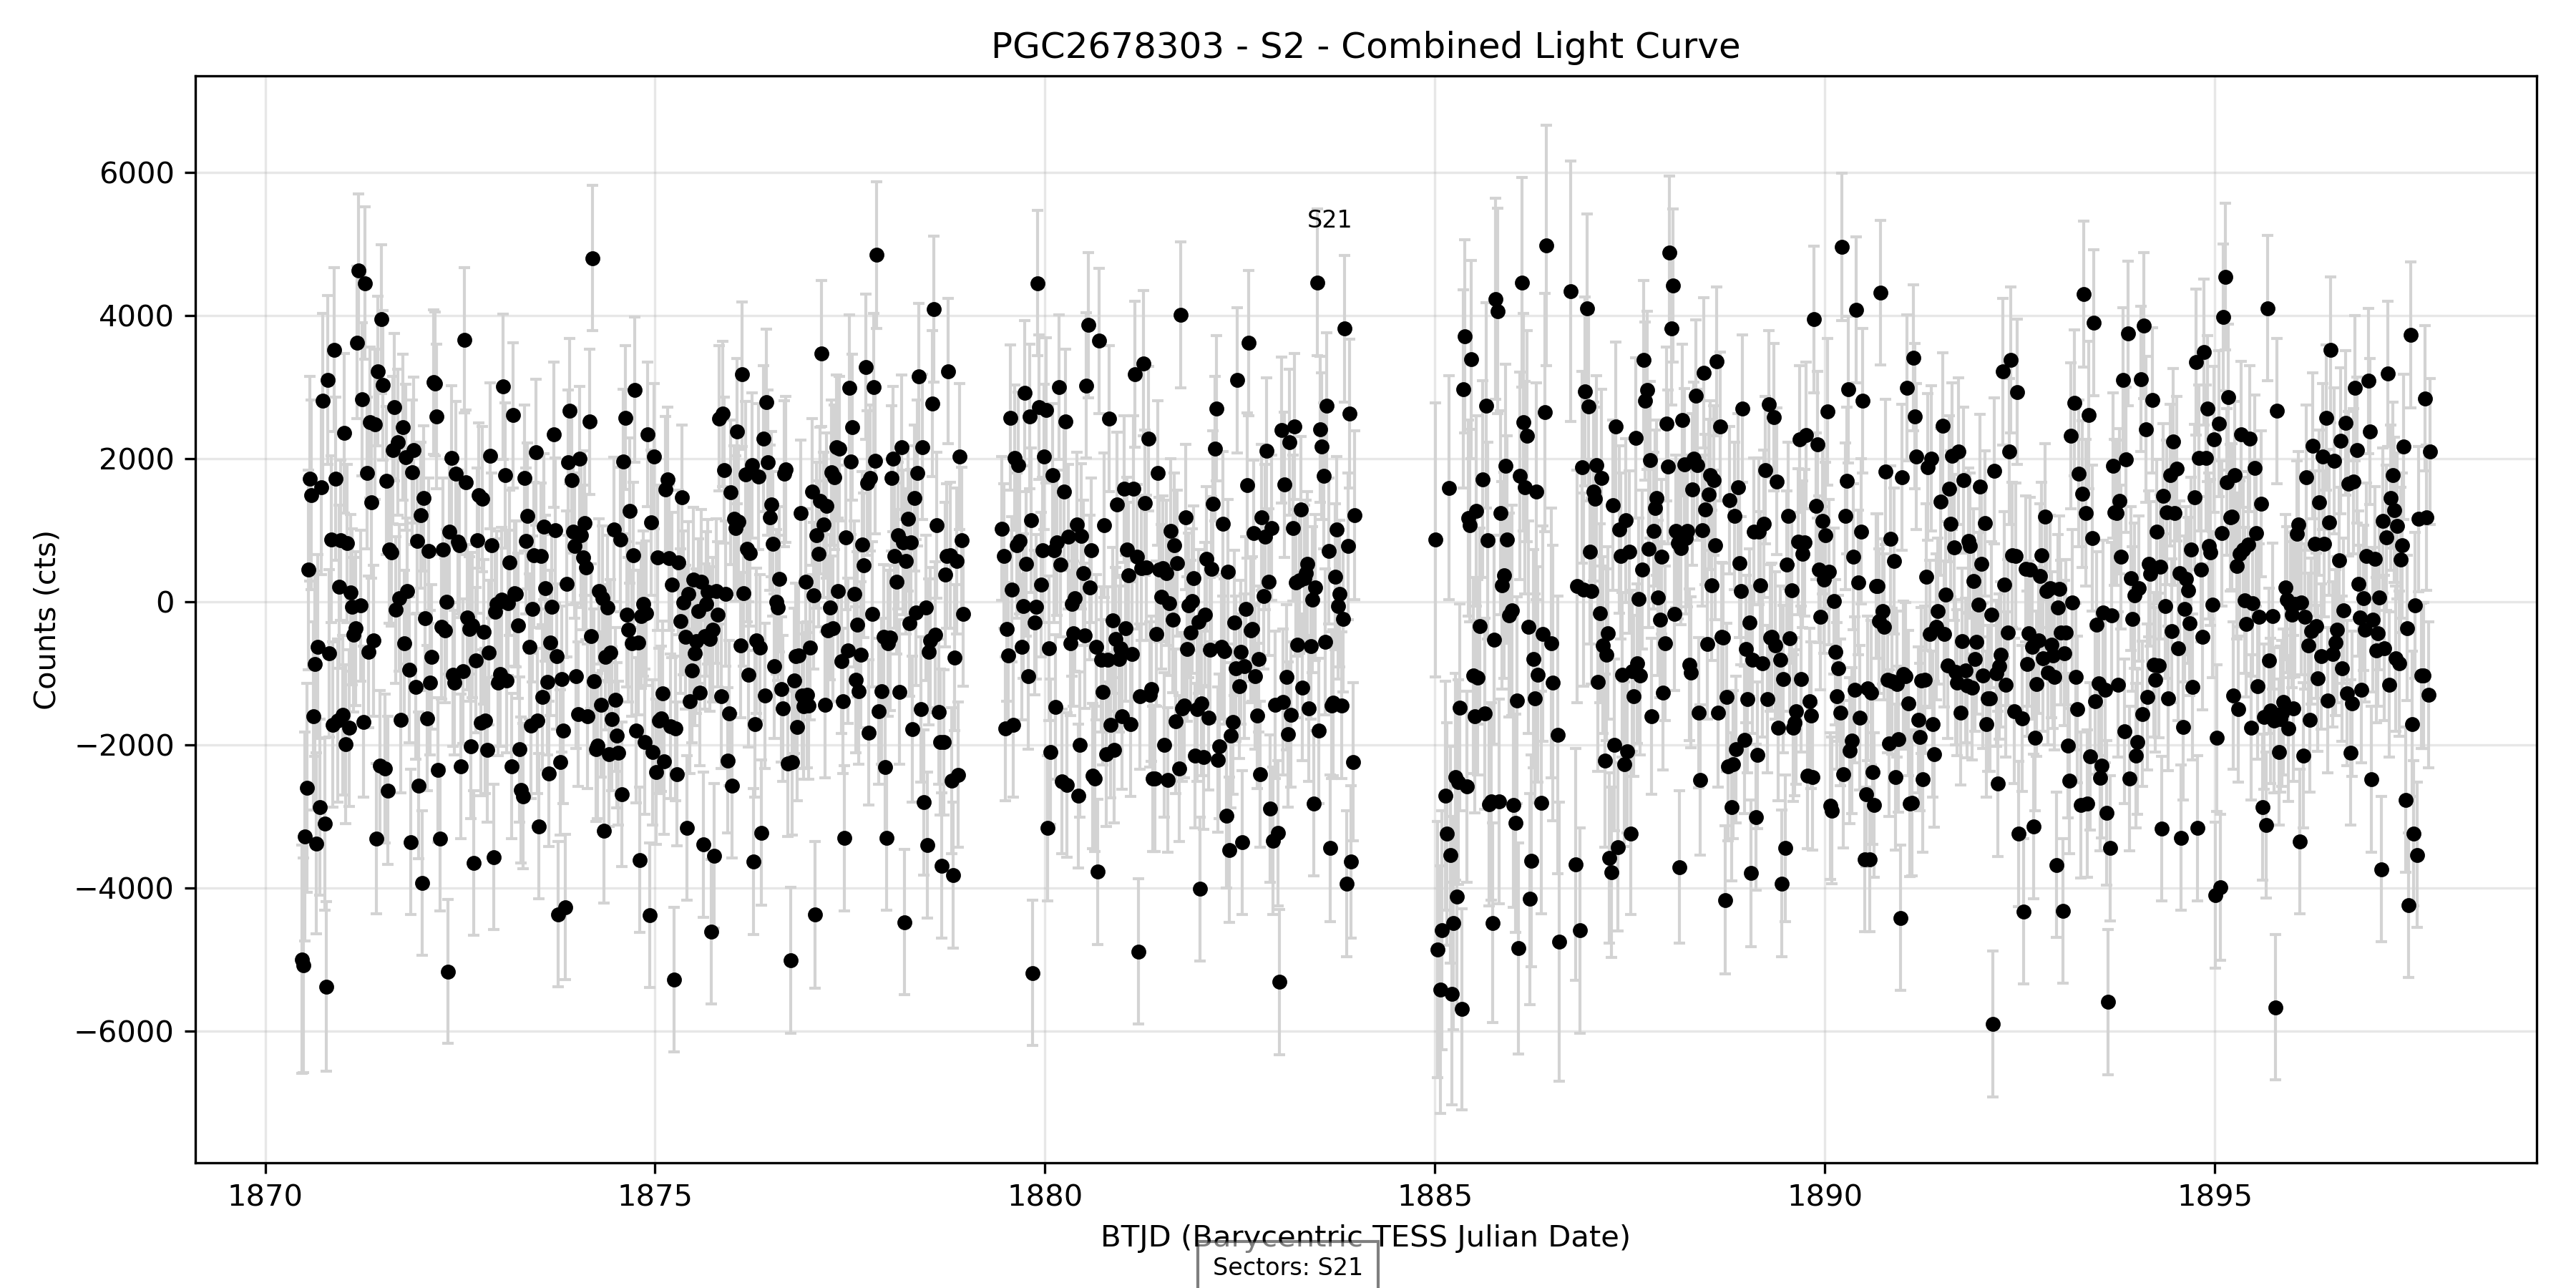 PGC2678303 - S2 - Combined Light Curve
6000
4000
2000
0
−2000
−4000
−6000
Counts (cts)
S21
1870
1875
1880
1885
1890
1895
BTJD (Barycentric TESS Julian Date)
Sectors: S21